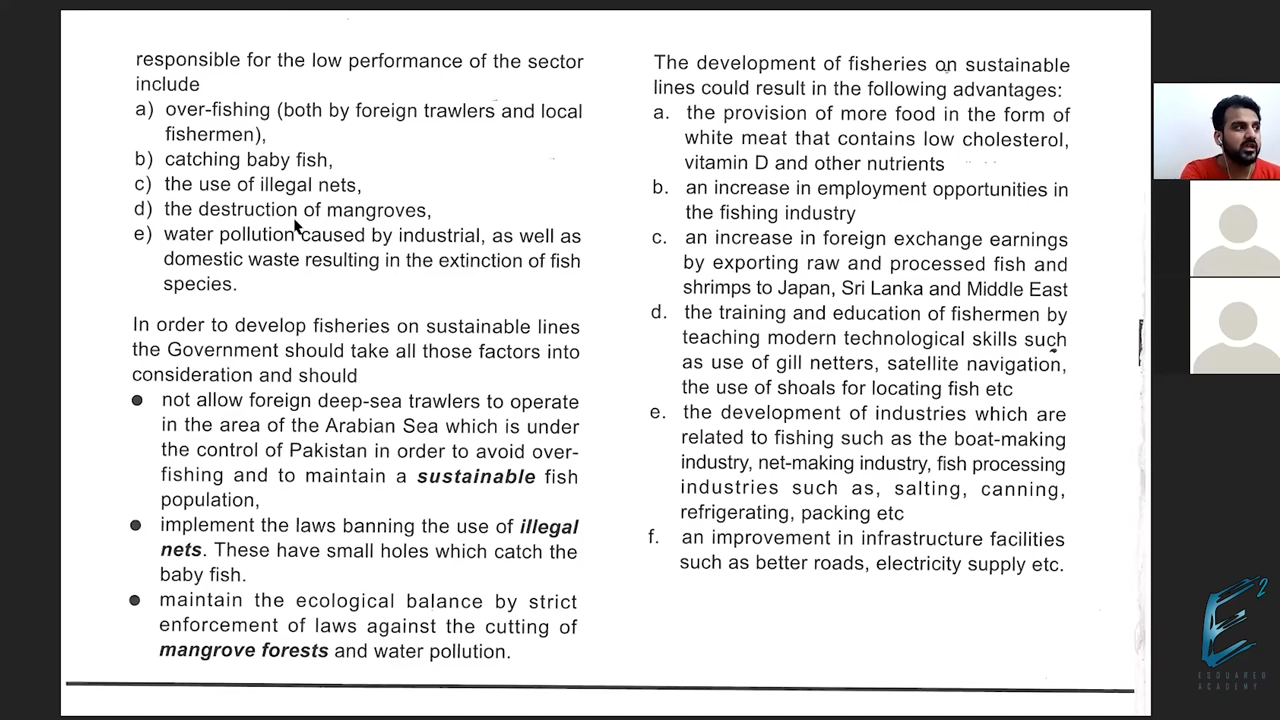 responsible for the low performance of the sector
include
a) over-fishing (both by foreign trawlers and local
fishermen),
b) catching baby fish,
c) the use of illegal nets,
d) the destruction of mangroves,
e) water pollution caused by industrial, as well as
domestic waste resulting in the extinction of fish
species.
In order to develop fisheries on sustainable lines
the Government should take all those factors into
consideration and should
● not allow foreign deep-sea trawlers to operate
in the area of the Arabian Sea which is under
the control of Pakistan in order to avoid over-
fishing and to maintain a sustainable fish
population,
● implement the laws banning the use of illegal
nets. These have small holes which catch the
baby fish.
● maintain the ecological balance by strict
enforcement of laws against the cutting of
mangrove forests and water pollution.
The development of fisheries on sustainable
lines could result in the following advantages:
a. the provision of more food in the form of
white meat that contains low cholesterol,
vitamin D and other nutrients
b. an increase in employment opportunities in
the fishing industry
c. an increase in foreign exchange earnings
by exporting raw and processed fish and
shrimps to Japan, Sri Lanka and Middle East
d. the training and education of fishermen by
teaching modern technological skills such
as use of gill netters, satellite navigation,
the use of shoals for locating fish etc
e. the development of industries which are
related to fishing such as the boat-making
industry, net-making industry, fish processing
industries such as, salting, canning,
refrigerating, packing etc
f. an improvement in infrastructure facilities
such as better roads, electricity supply etc.
E2
ESQUARED
ACADEMY